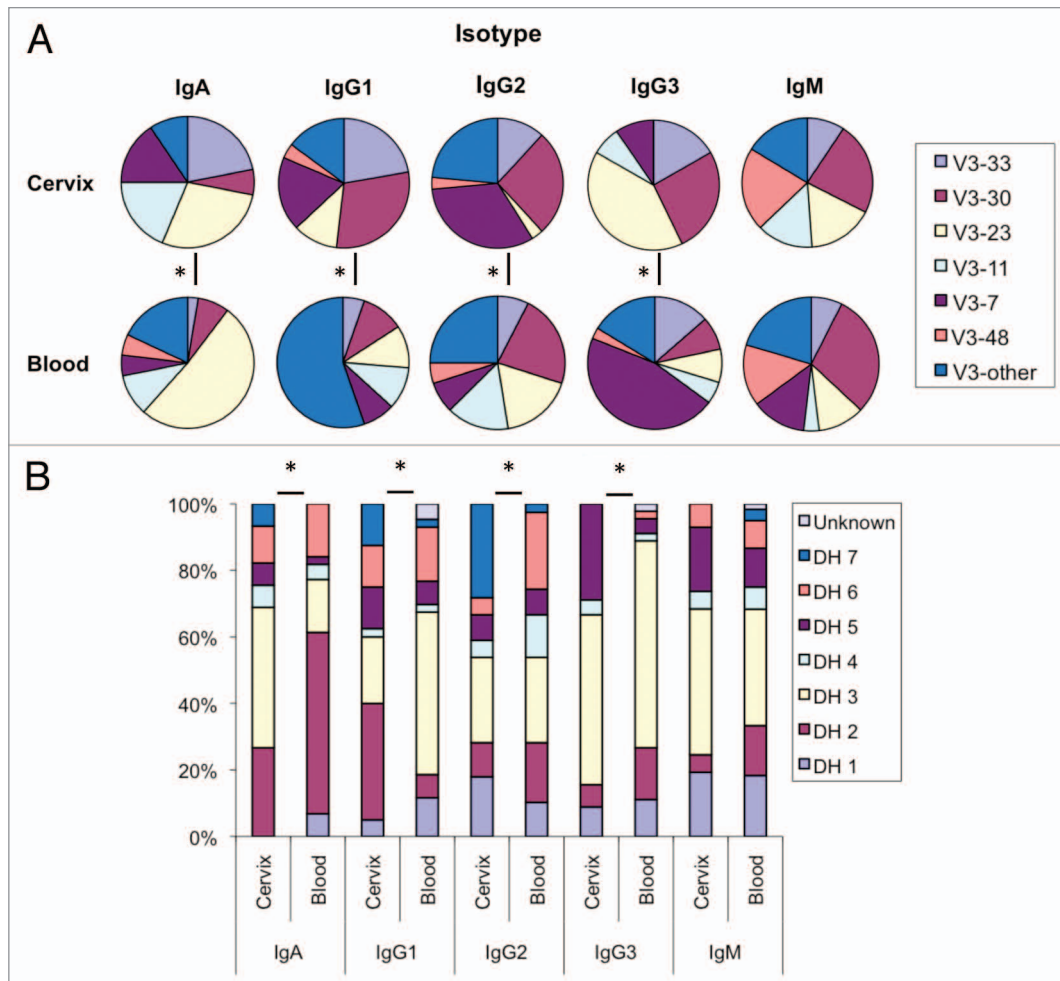 A
Isotype
IgA IgG1 IgG2 IgG3 IgM
Cervix
V3-33
V3-30
V3-23
V3-11
V3-7
V3-48
V3-other
* * * *
Blood
B
* * * *
100%
80%
60%
40%
20%
0%
Unknown
DH 7
DH 6
DH 5
DH 4
DH 3
DH 2
DH 1
Cervix Blood Cervix Blood Cervix Blood Cervix Blood Cervix Blood
IgA IgG1 IgG2 IgG3 IgM